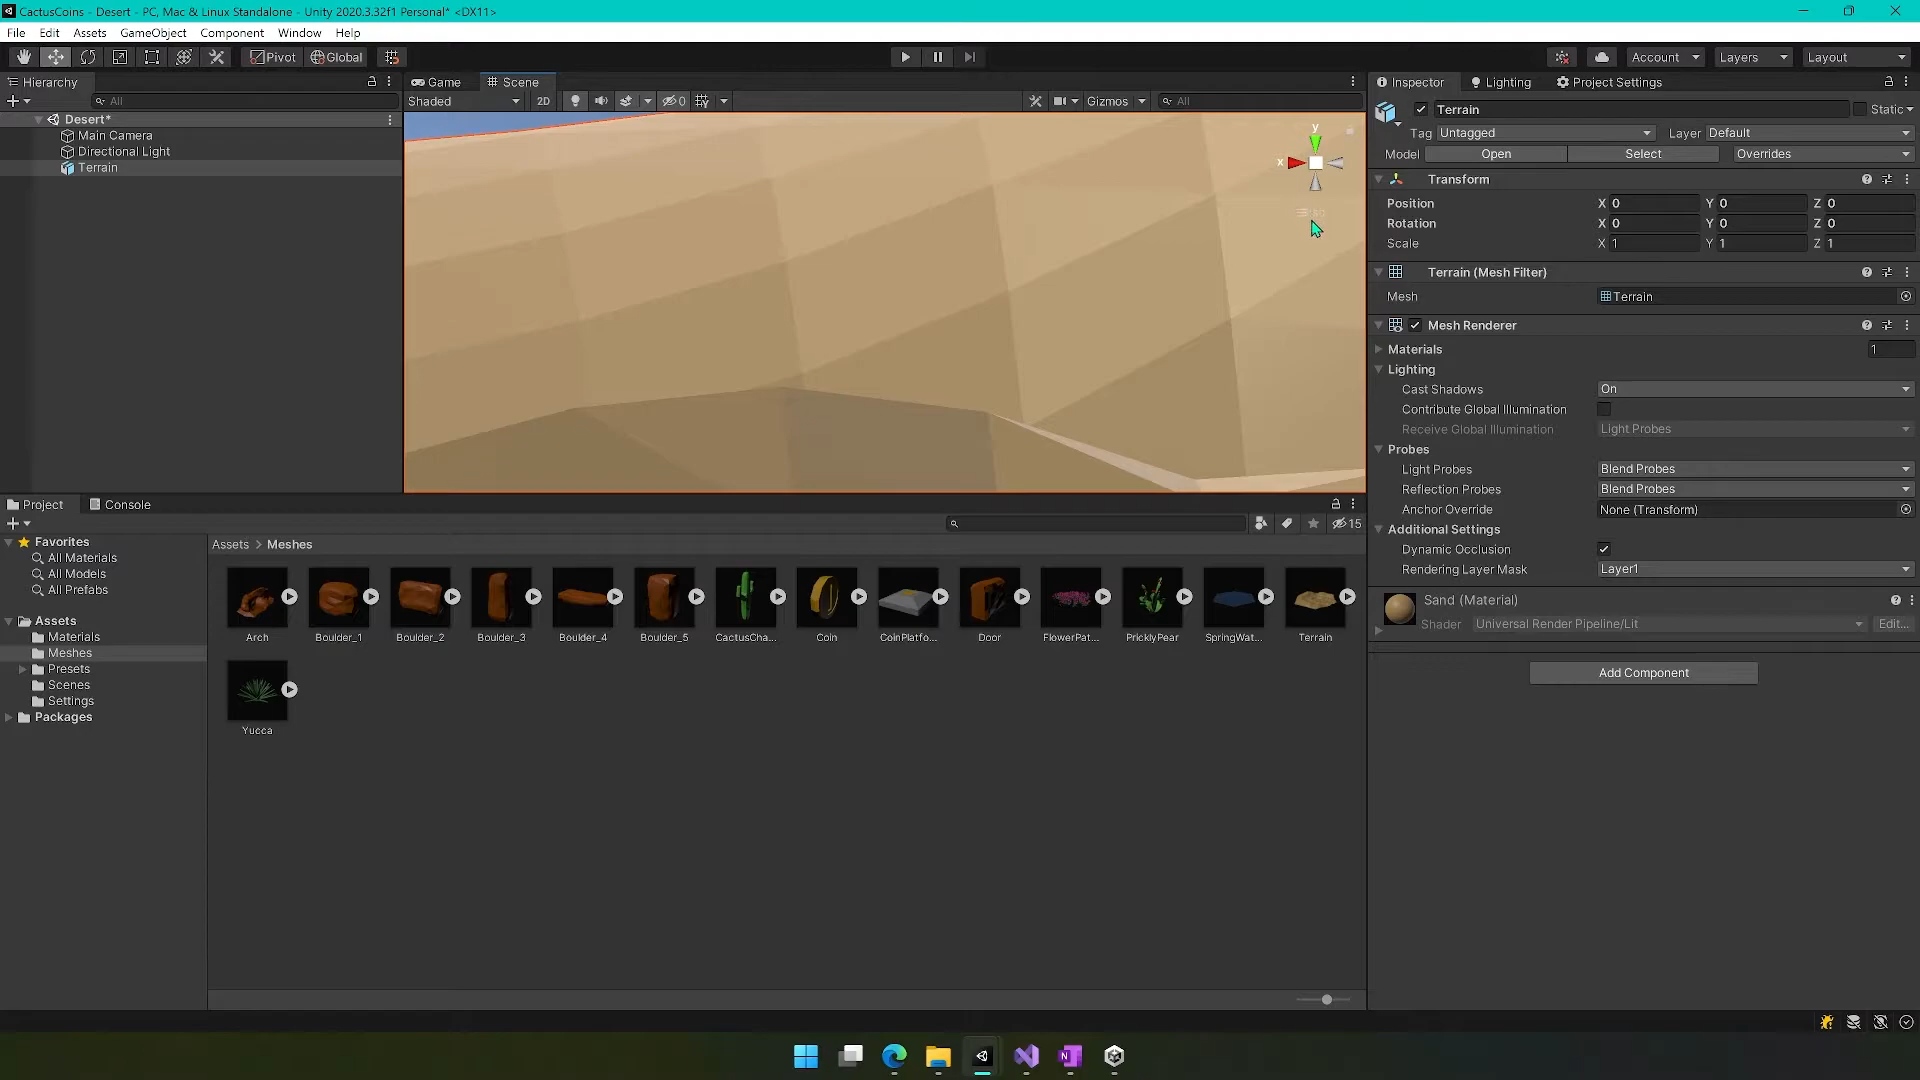 CactusCoins - Desert - PC, Mac & Linux Standalone - Unity 2020.3.32f1 Personal* <DX11>
File Edit Assets GameObject Component Window Help
Pivot Global Account Layers Layout
Hierarchy Game Scene Inspector Lighting Project Settings
All Shaded 2D 0 Gizmos All
Desert*
Main Camera
Directional Light
Terrain
y
x
Terrain Static
Tag Untagged Layer Default
Model Open Select Overrides
Transform
Position X 0 Y 0 Z 0
Rotation X 0 Y 0 Z 0
Scale X 1 Y 1 Z 1
Terrain (Mesh Filter)
Mesh Terrain
Mesh Renderer
Materials 1
Lighting
Cast Shadows On
Contribute Global Illumination
Receive Global Illumination Light Probes
Probes
Light Probes Blend Probes
Reflection Probes Blend Probes
Anchor Override None (Transform)
Additional Settings
Dynamic Occlusion
Rendering Layer Mask Layer1
Sand (Material)
Shader Universal Render Pipeline/Lit Edit...
Add Component
Project Console
15
Favorites
All Materials
All Models
All Prefabs
Assets
Materials
Meshes
Presets
Scenes
Settings
Packages
Assets > Meshes
Arch Boulder_1 Boulder_2 Boulder_3 Boulder_4 Boulder_5 CactusCha... Coin CoinPlatfo... Door FlowerPat... PricklyPear SpringWat... Terrain
Yucca